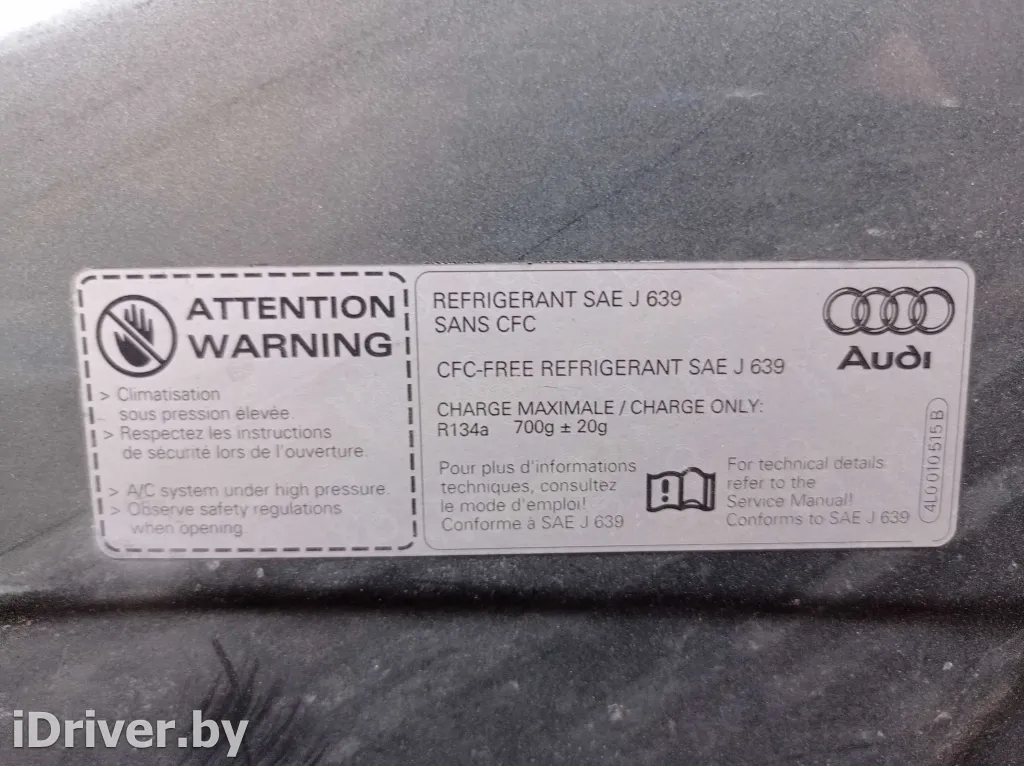 ATTENTION
WARNING
> Climatisation
sous pression élevée.
> Respectez les instructions
de sécurité lors de l'ouverture.
> A/C system under high pressure.
> Observe safety regulations
when opening.
REFRIGERANT SAE J 639
SANS CFC
CFC-FREE REFRIGERANT SAE J 639
CHARGE MAXIMALE / CHARGE ONLY:
R134a 700g ± 20g
Pour plus d'informations
techniques, consultez
le mode d'emploi!
Conforme à SAE J 639
For technical details
refer to the
Service Manual!
Conforms to SAE J 639
Audi
4L0 010 515 B
iDriver.by